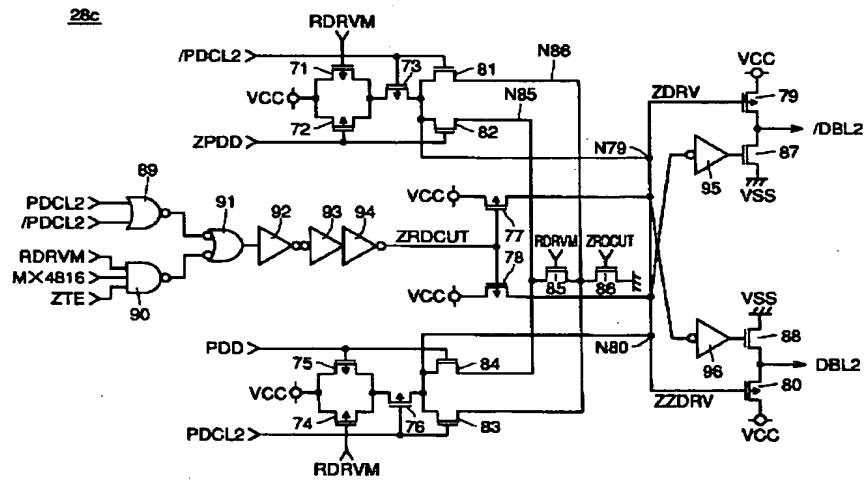 28c
RDRVM
/PDCL2
71
73
81
N86
VCC
N85
72
82
ZPDD
VCC
ZDRV
79
/DBL2
N79
87
95
VSS
PDCL2
/PDCL2
89
91
92
93
94
ZRDCUT
VCC
77
RDRVM
ZRDCUT
RDRVM
MX4816
ZTE
90
78
VCC
85
86
VSS
88
N80
96
DBL2
PDD
75
84
VCC
74
76
83
PDCL2
RDRVM
80
ZZDRV
VCC